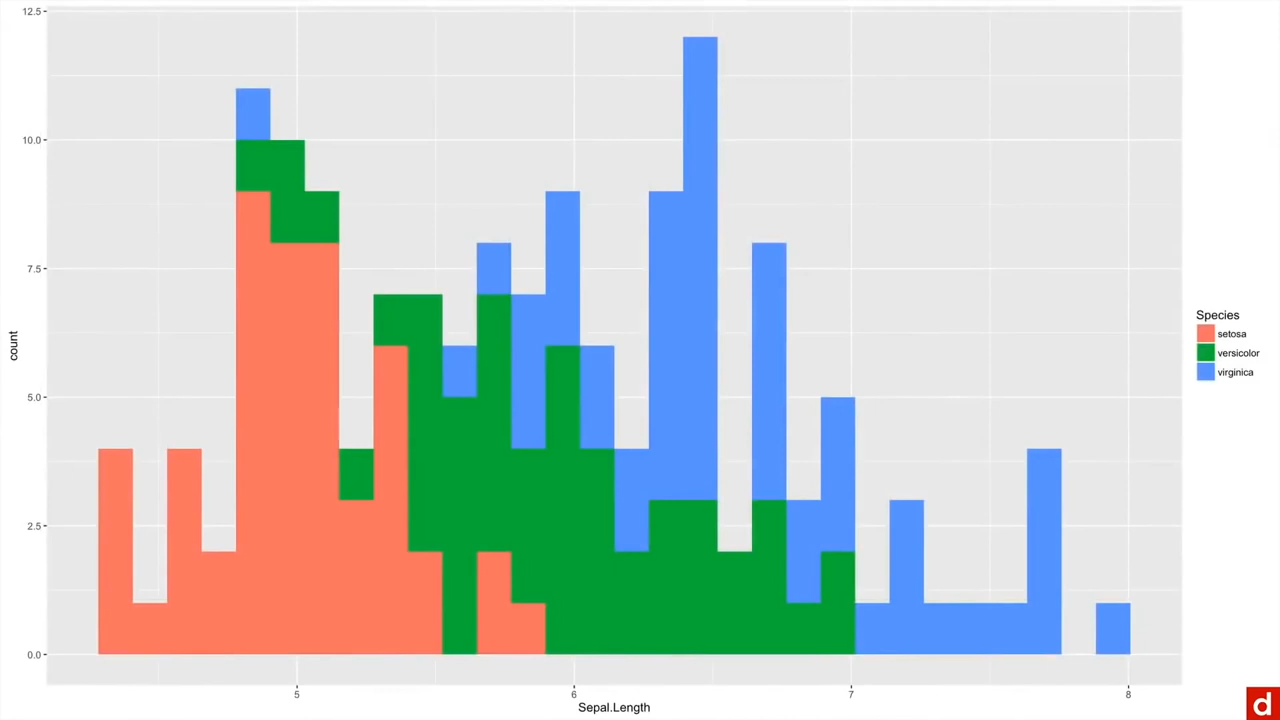 12.5
10.0
7.5
5.0
2.5
0.0
count
5
6
7
8
Sepal.Length
Species
setosa
versicolor
virginica
d